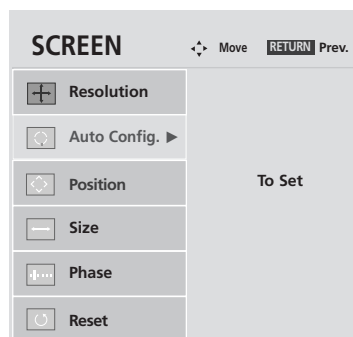 SCREEN Move RETURN Prev.
Resolution
Auto Config. ▶
Position
To Set
Size
Phase
Reset